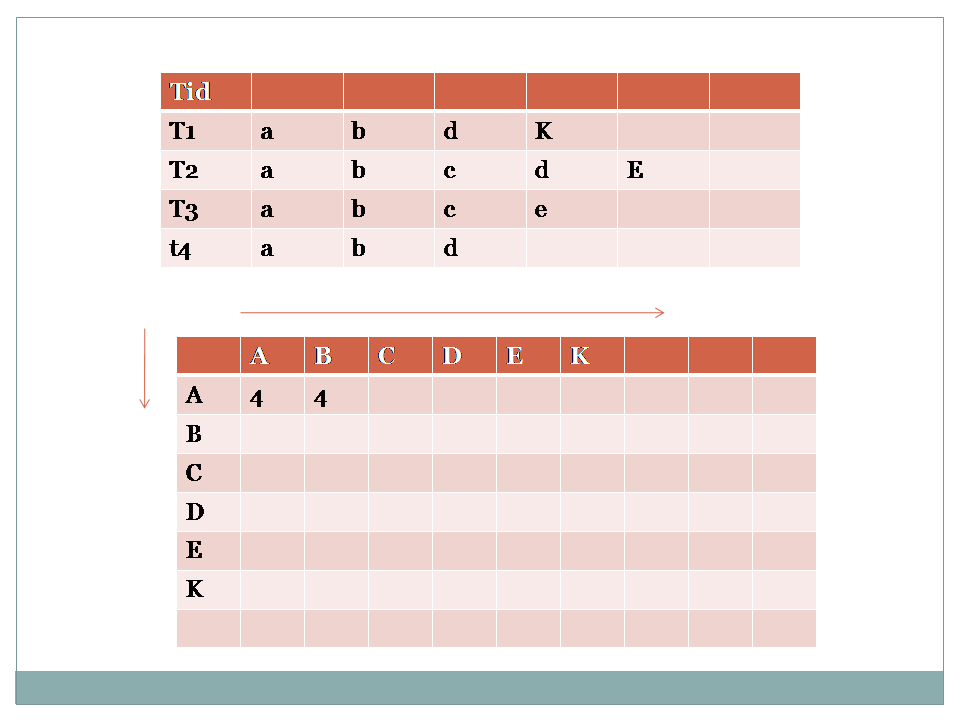 Tid
T1 a b d K
T2 a b c d E
T3 a b c e
t4 a b d
A B C D E K
A 4 4
B
C
D
E
K